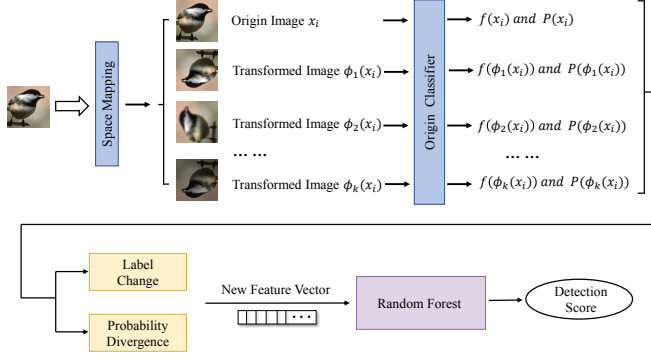 Space Mapping
Origin Image xᵢ
Transformed Image ϕ₁(xᵢ)
Transformed Image ϕ₂(xᵢ)
... ...
Transformed Image ϕₖ(xᵢ)
Origin Classifier
f(xᵢ) and P(xᵢ)
f(ϕ₁(xᵢ)) and P(ϕ₁(xᵢ))
f(ϕ₂(xᵢ)) and P(ϕ₂(xᵢ))
... ...
f(ϕₖ(xᵢ)) and P(ϕₖ(xᵢ))
Label
Change
Probability
Divergence
New Feature Vector
...
Random Forest
Detection
Score